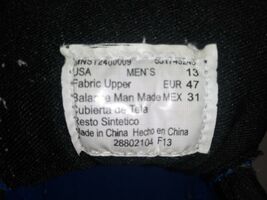 USA MEN'S 13
Fabric Upper EUR 47
Balance Man Made MEX 31
Cubierta de Tela
Resto Sintetico
Made in China Hecho en China
28802104 F13